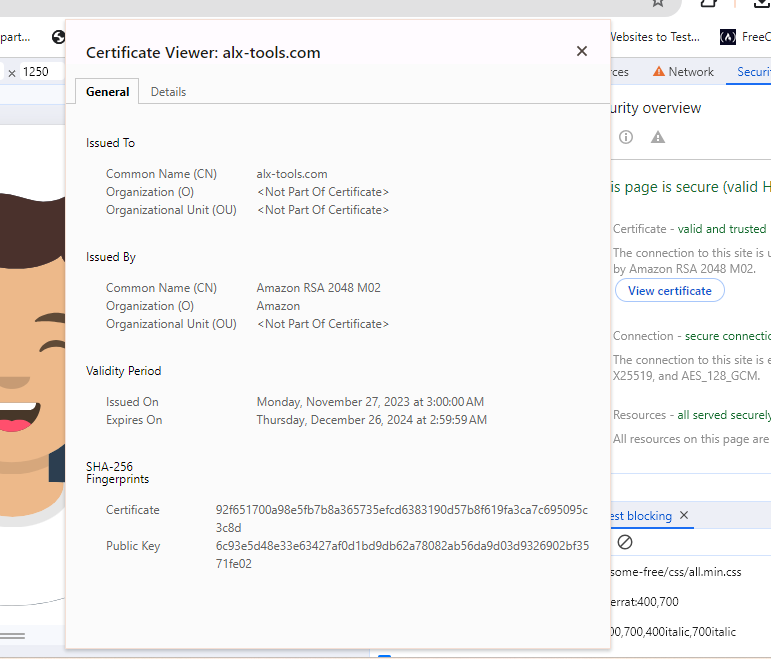 part...
Websites to Test...
FreeC
× 1250
Certificate Viewer: alx-tools.com
General
Details
Issued To
Common Name (CN) alx-tools.com
Organization (O) <Not Part Of Certificate>
Organizational Unit (OU) <Not Part Of Certificate>
Issued By
Common Name (CN) Amazon RSA 2048 M02
Organization (O) Amazon
Organizational Unit (OU) <Not Part Of Certificate>
Validity Period
Issued On Monday, November 27, 2023 at 3:00:00 AM
Expires On Thursday, December 26, 2024 at 2:59:59 AM
SHA-256
Fingerprints
Certificate 92f651700a98e5fb7b8a365735efcd6383190d57b8f619fa3ca7c695095c
3c8d
Public Key 6c93e5d48e33e63427af0d1bd9db62a78082ab56da9d03d9326902bf35
71fe02
rces
Network
Securi
urity overview
is page is secure (valid H
Certificate - valid and trusted
The connection to this site is u
by Amazon RSA 2048 M02.
View certificate
Connection - secure connectio
The connection to this site is e
X25519, and AES_128_GCM.
Resources - all served securely
All resources on this page are
est blocking
some-free/css/all.min.css
errat:400,700
00,700,400italic,700italic